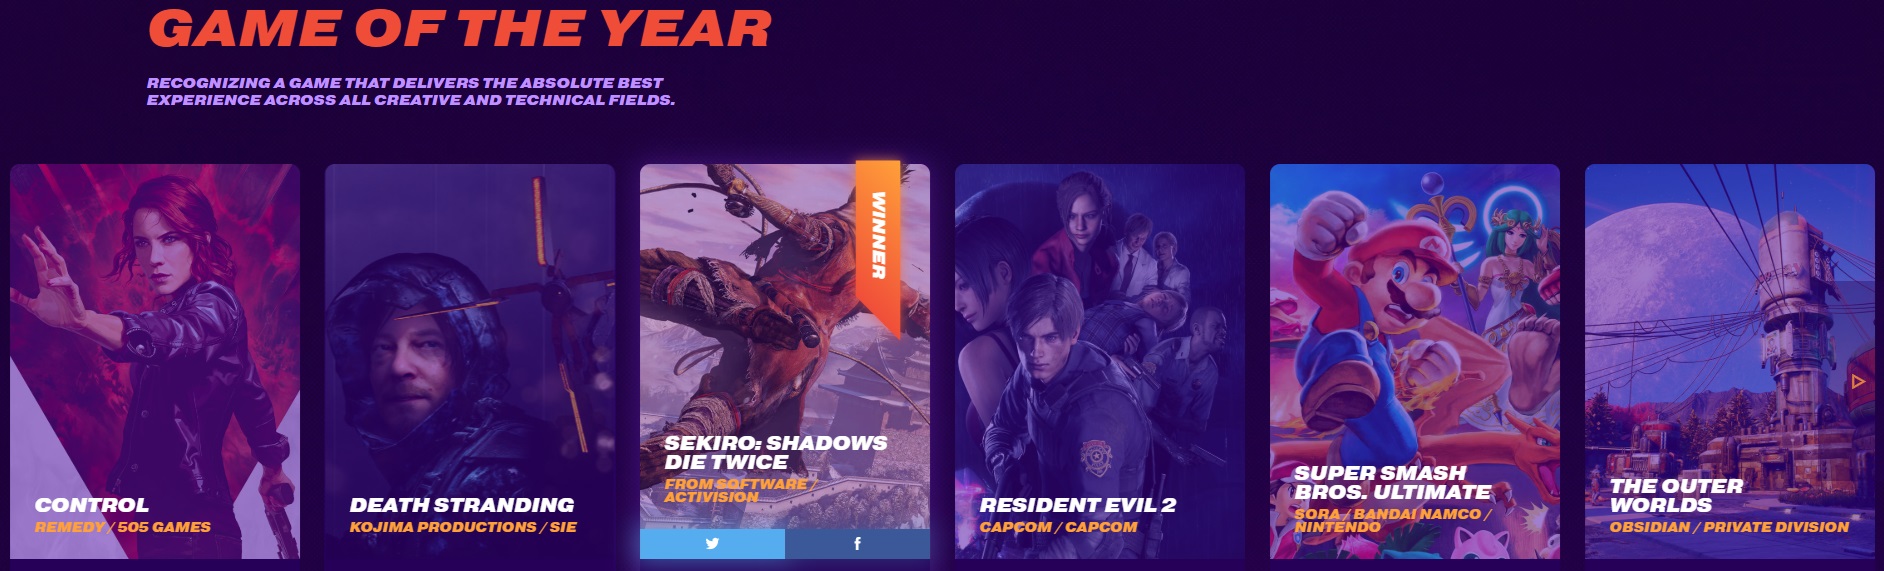 GAME OF THE YEAR
RECOGNIZING A GAME THAT DELIVERS THE ABSOLUTE BEST
EXPERIENCE ACROSS ALL CREATIVE AND TECHNICAL FIELDS.
CONTROL
REMEDY / 505 GAMES
DEATH STRANDING
KOJIMA PRODUCTIONS / SIE
WINNER
SEKIRO: SHADOWS
DIE TWICE
FROM SOFTWARE /
ACTIVISION
RESIDENT EVIL 2
CAPCOM / CAPCOM
SUPER SMASH
BROS. ULTIMATE
SORA / BANDAI NAMCO /
NINTENDO
THE OUTER
WORLDS
OBSIDIAN / PRIVATE DIVISION